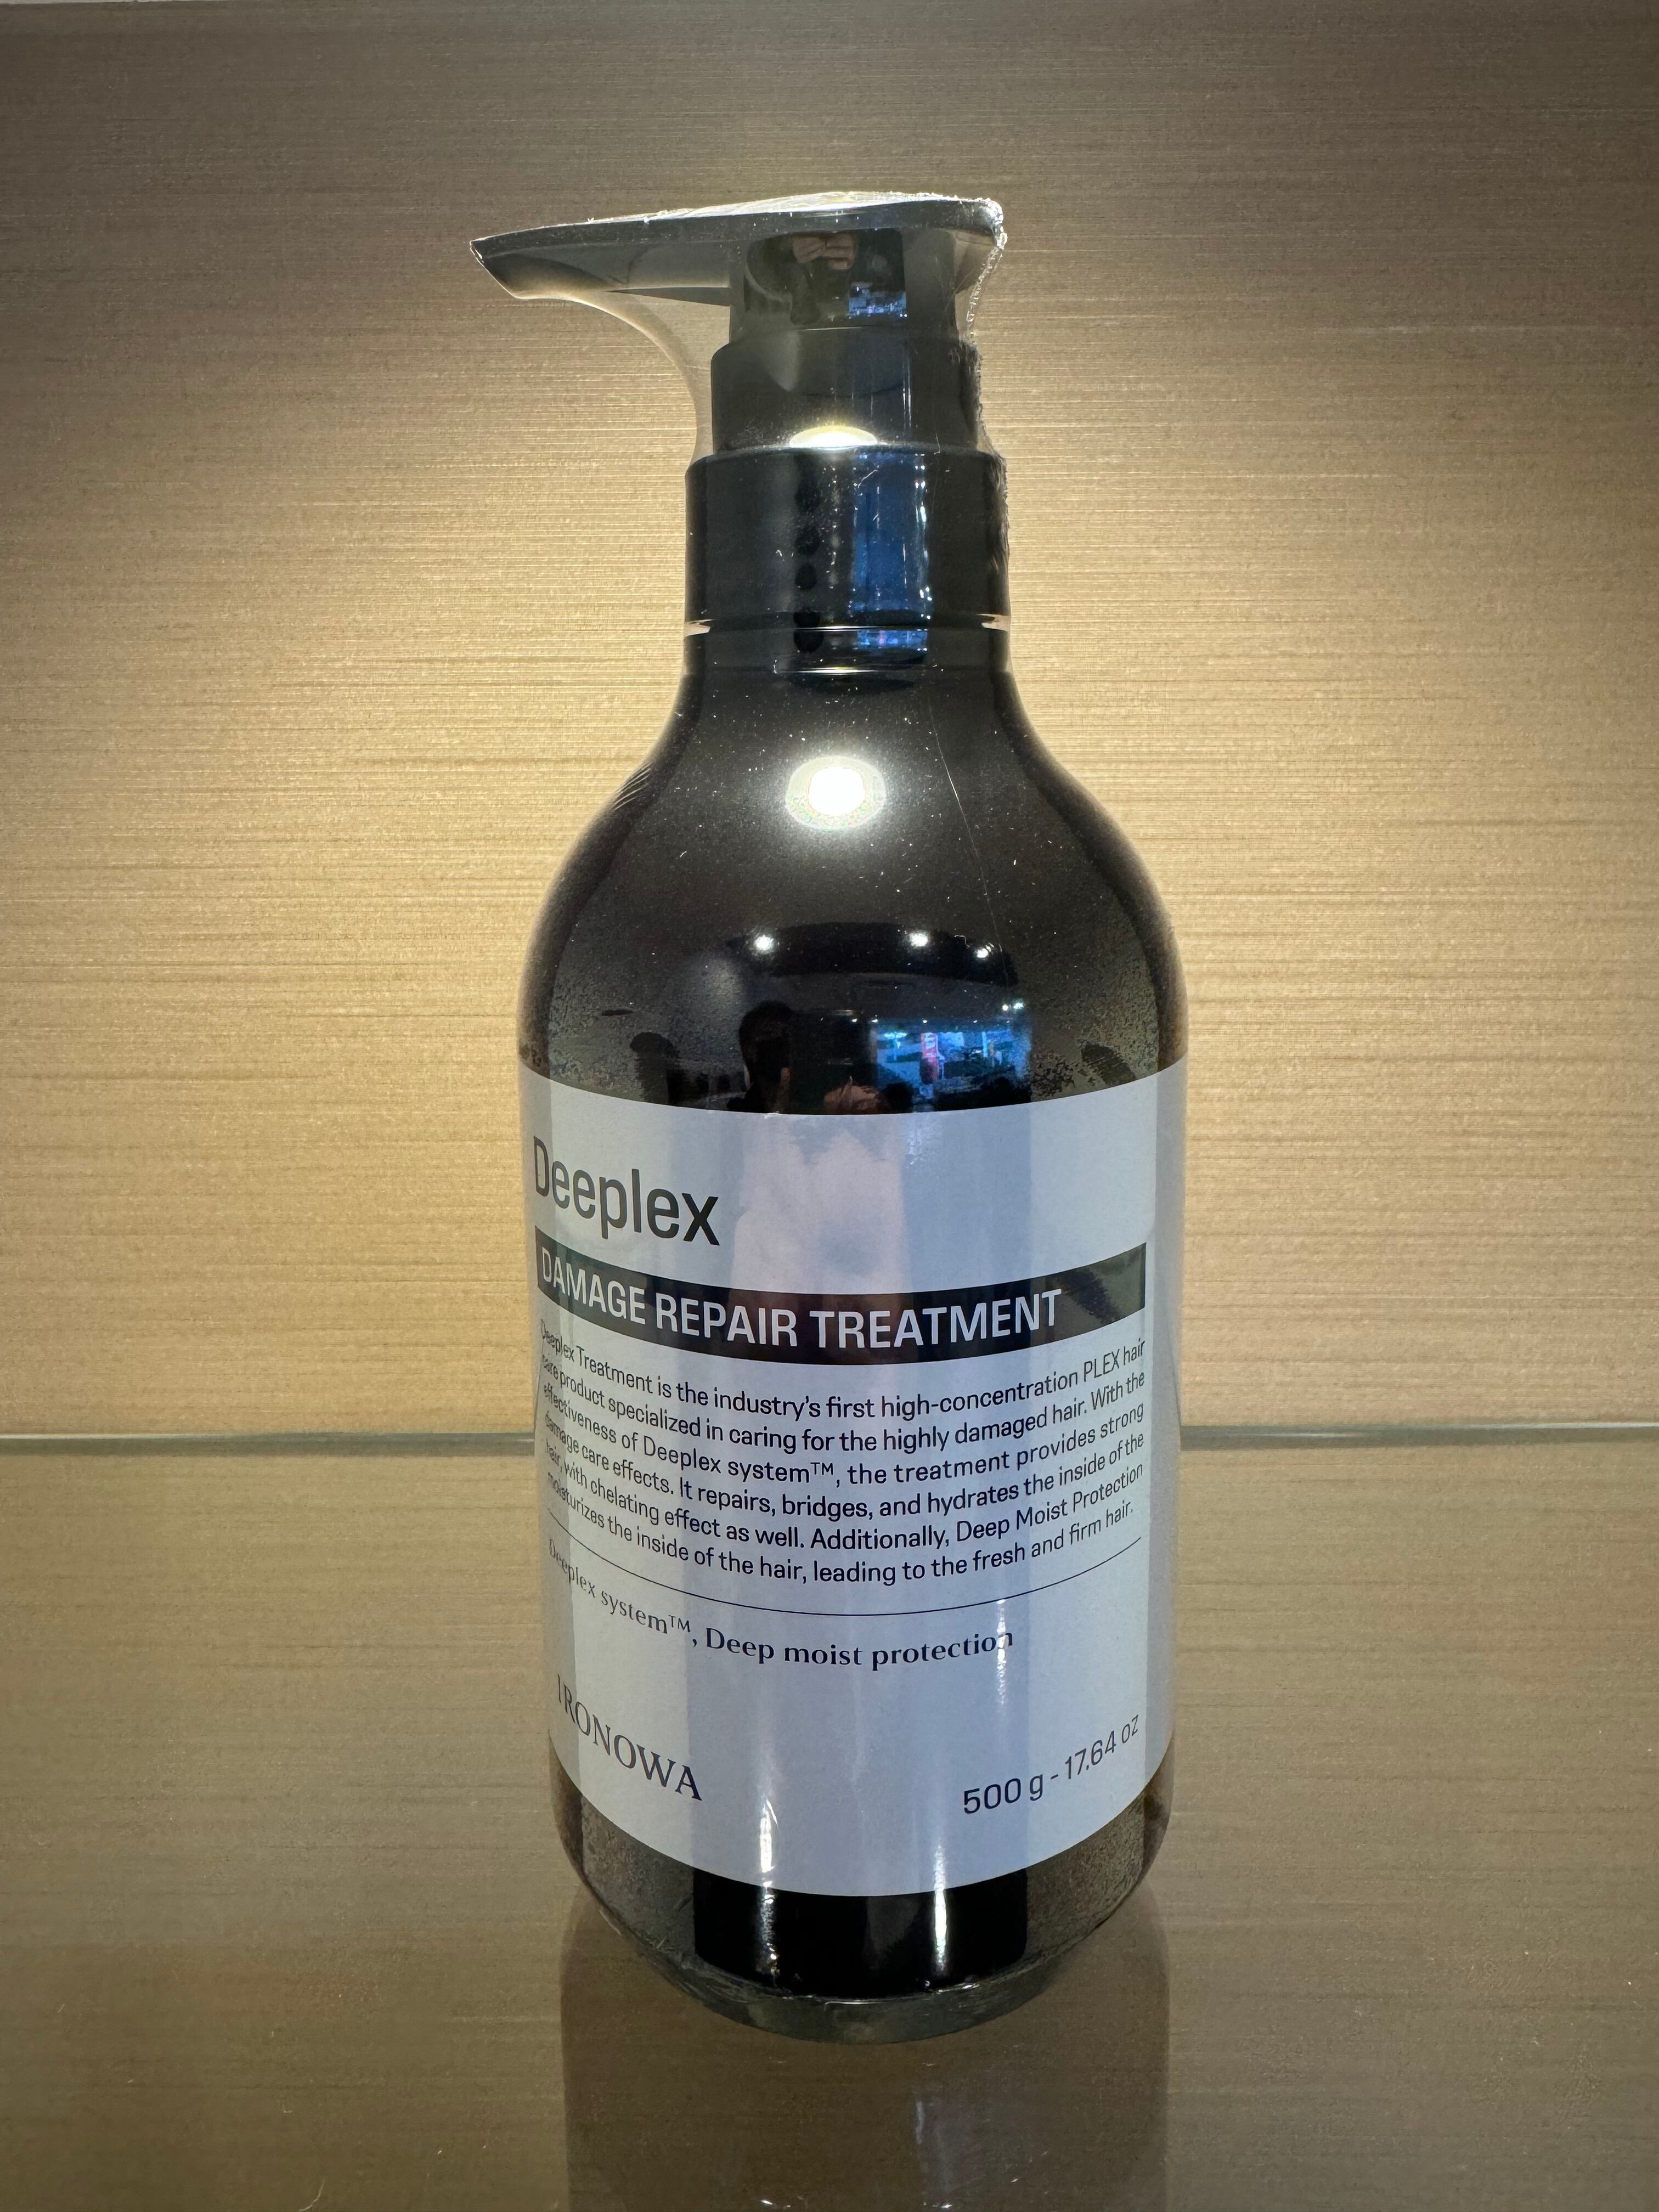 Deeplex
DAMAGE REPAIR TREATMENT
Deeplex Treatment is the industry's first high-concentration PLEX hair
care product specialized in caring for the highly damaged hair. With the
effectiveness of Deeplex system™, the treatment provides strong
damage care effects. It repairs, bridges, and hydrates the inside of the
hair, with chelating effect as well. Additionally, Deep Moist Protection
moisturizes the inside of the hair, leading to the fresh and firm hair.
Deeplex system™, Deep moist protection
IRONOWA
500 g - 17.64 oz